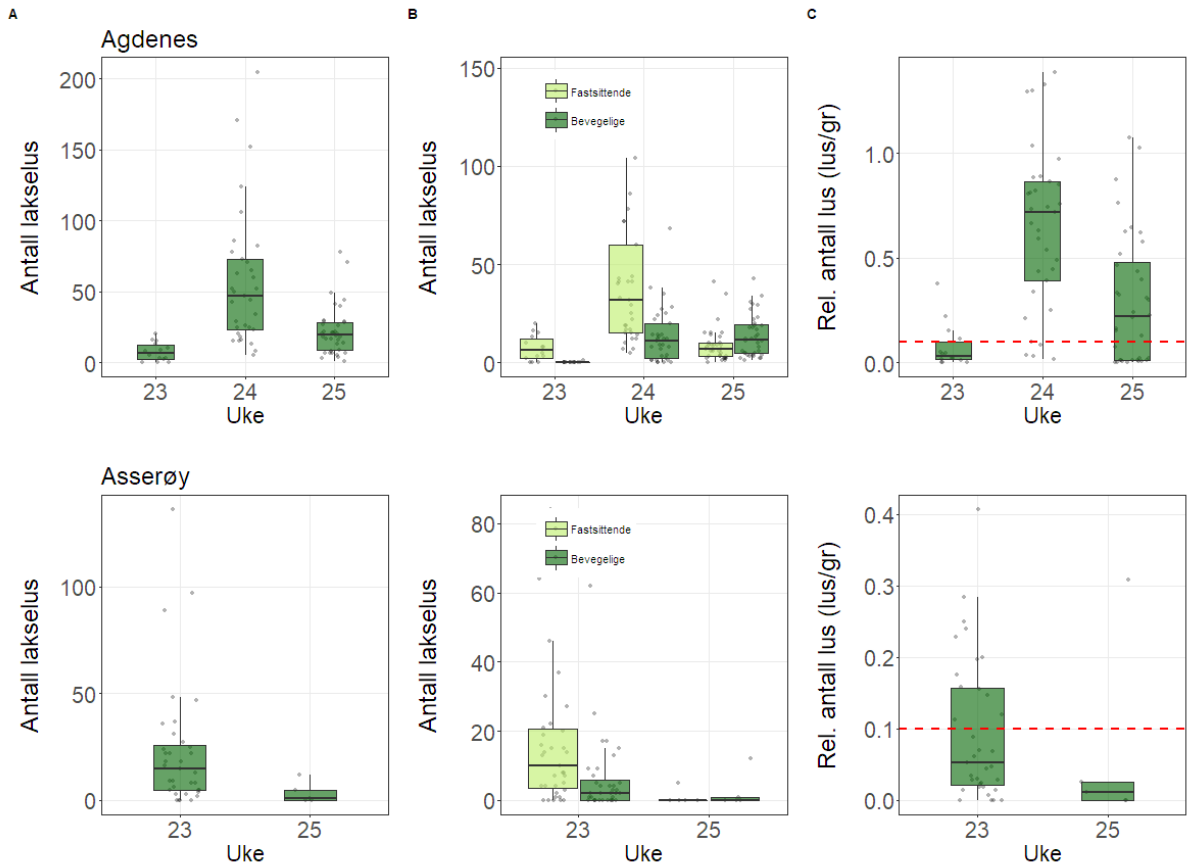 A
B
C
Agdenes
Antall lakselus
200
150
100
50
0
23
24
25
Uke
Antall lakselus
150
100
50
0
Fastsittende
Bevegelige
23
24
25
Uke
Rel. antall lus (lus/gr)
1.0
0.5
0.0
23
24
25
Uke
Asserøy
Antall lakselus
100
50
0
23
25
Uke
Antall lakselus
80
60
40
20
0
Fastsittende
Bevegelige
23
25
Uke
Rel. antall lus (lus/gr)
0.4
0.3
0.2
0.1
0.0
23
25
Uke